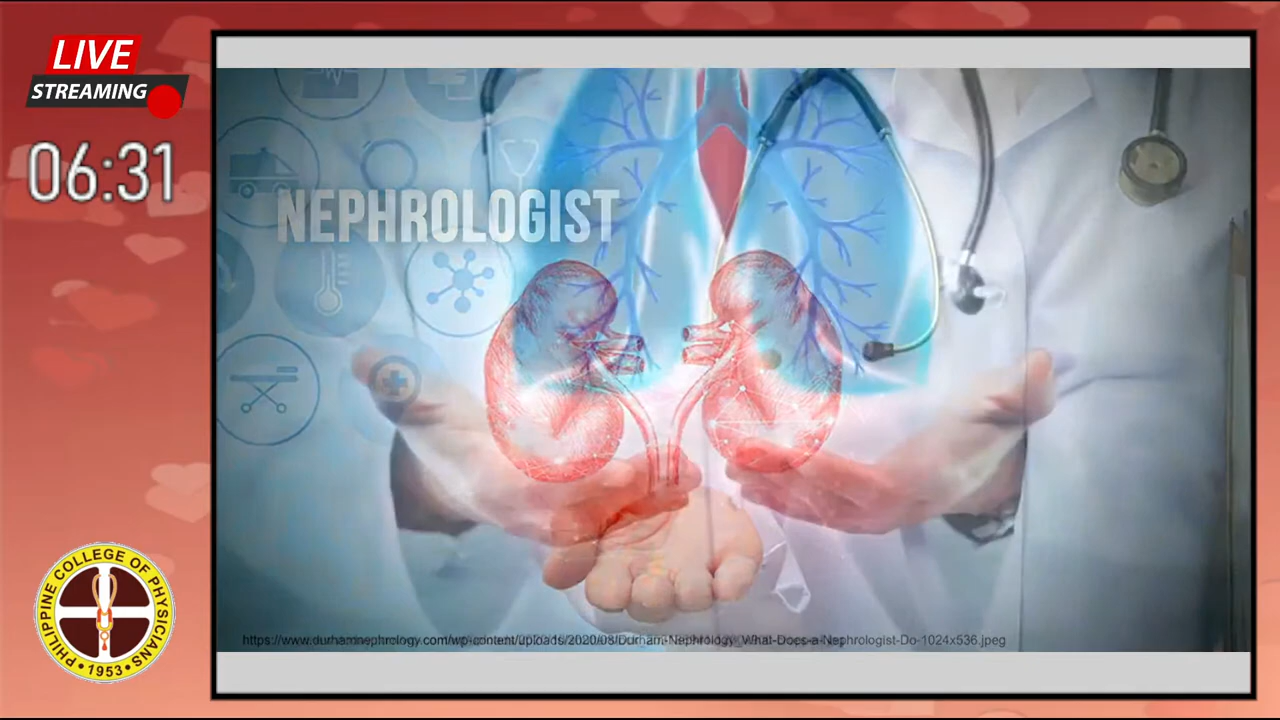 LIVE
STREAMING
06:31
NEPHROLOGIST
PHILIPPINE COLLEGE OF PHYSICIANS
• 1953 •
https://www.durhamnephrology.com/wp-content/uploads/2020/08/Durham-Nephrology_What-Does-a-Nephrologist-Do-1024x536.jpeg